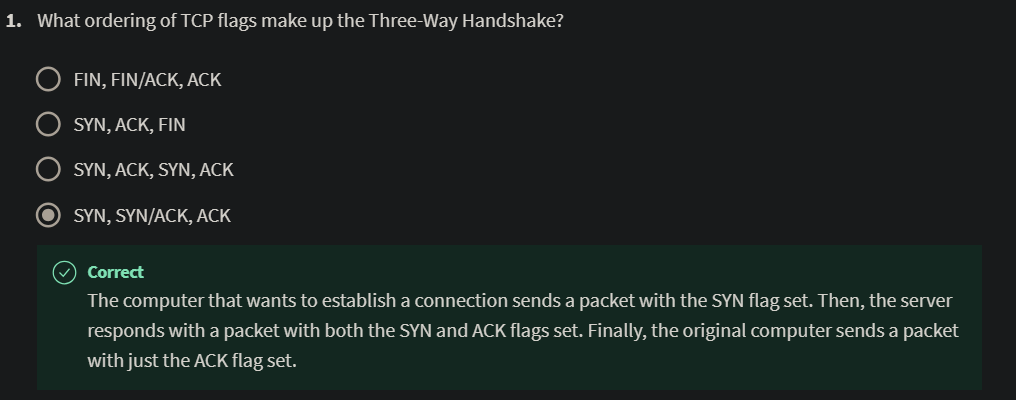 1. What ordering of TCP flags make up the Three-Way Handshake?
FIN, FIN/ACK, ACK
SYN, ACK, FIN
SYN, ACK, SYN, ACK
SYN, SYN/ACK, ACK
Correct
The computer that wants to establish a connection sends a packet with the SYN flag set. Then, the server
responds with a packet with both the SYN and ACK flags set. Finally, the original computer sends a packet
with just the ACK flag set.